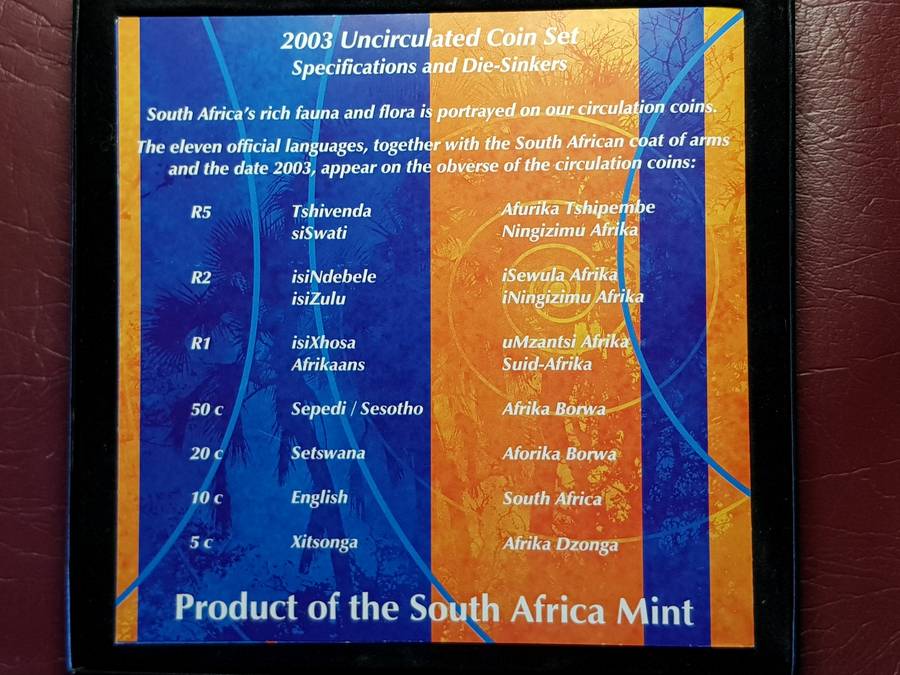 2003 Uncirculated Coin Set
Specifications and Die-Sinkers
South Africa's rich fauna and flora is portrayed on our circulation coins.
The eleven official languages, together with the South African coat of arms
and the date 2003, appear on the obverse of the circulation coins:
R5 Tshivenda Afurika Tshipembe
siSwati Ningizimu Afrika
R2 isiNdebele iSewula Afrika
isiZulu iNingizimu Afrika
R1 isiXhosa uMzantsi Afrika
Afrikaans Suid-Afrika
50 c Sepedi / Sesotho Afrika Borwa
20 c Setswana Aforika Borwa
10 c English South Africa
5 c Xitsonga Afrika Dzonga
Product of the South Africa Mint